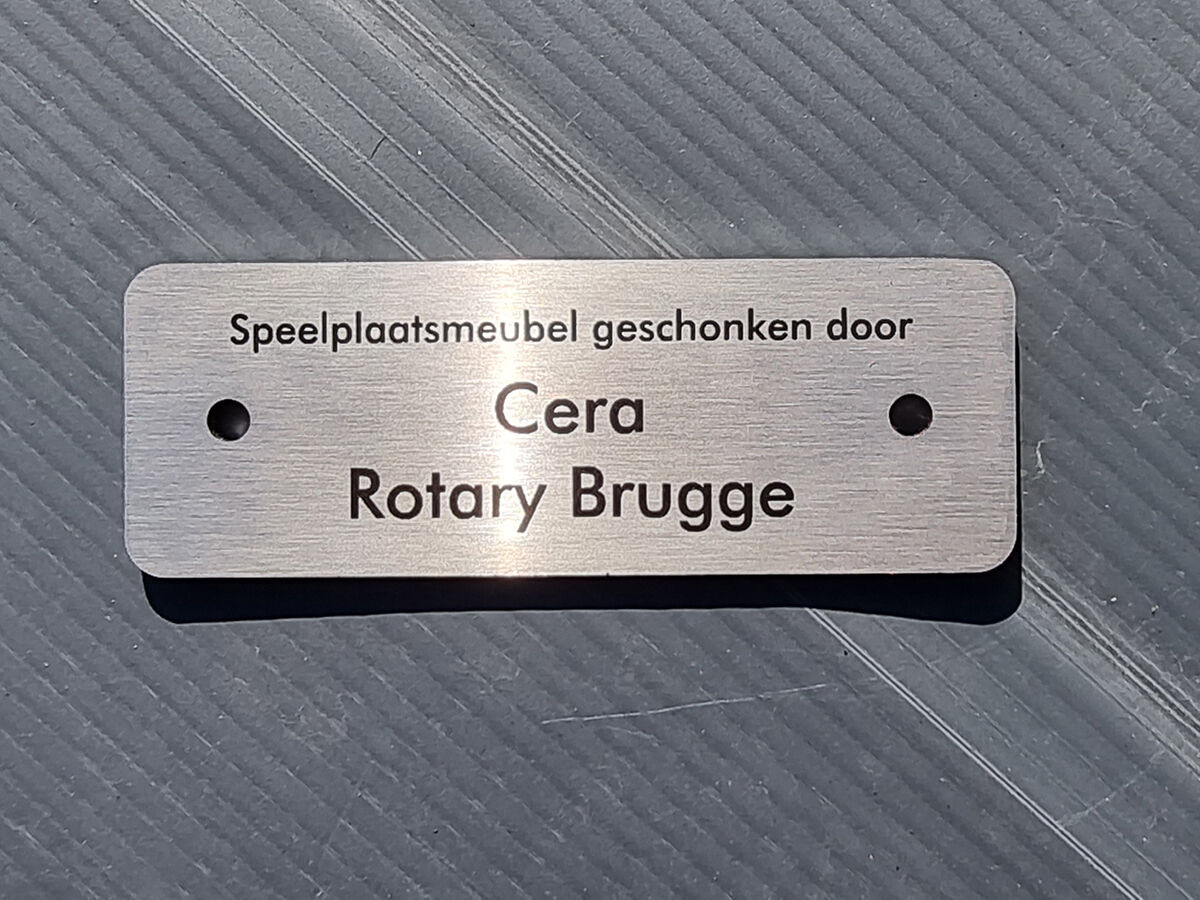 Speelplaatsmeubel geschonken door
Cera
Rotary Brugge